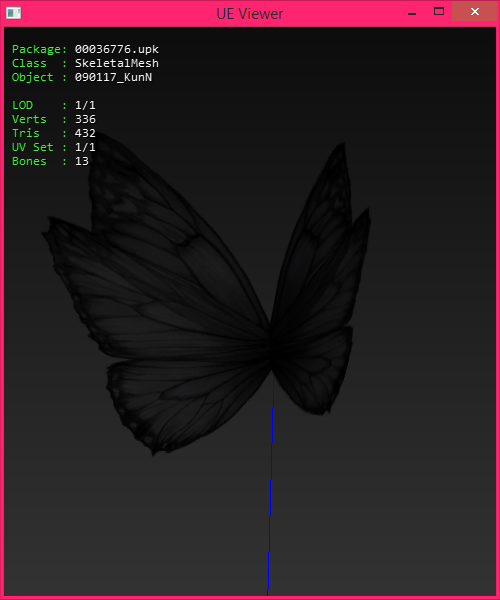 UE Viewer
Package: 00036776.upk
Class  : SkeletalMesh
Object : 090117_KunN
LOD    : 1/1
Verts  : 336
Tris   : 432
UV Set : 1/1
Bones  : 13